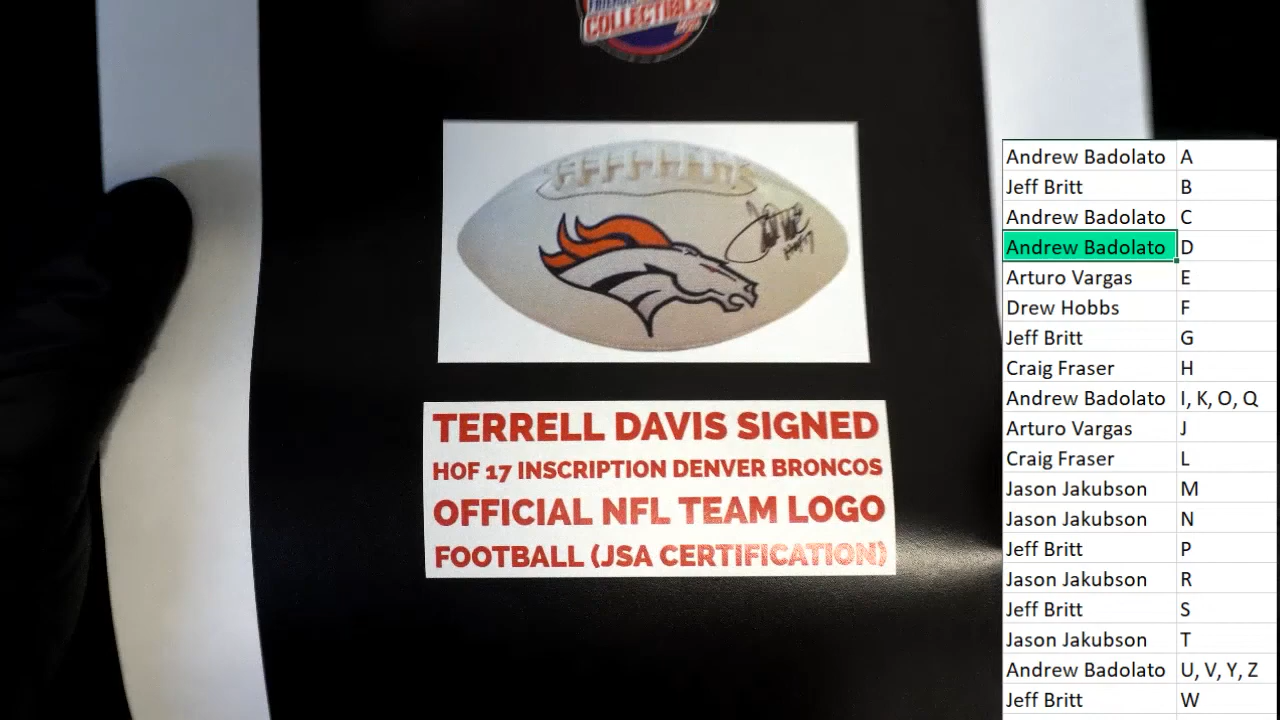 COLLECTIBLES
HOF 17
TERRELL DAVIS SIGNED
HOF 17 INSCRIPTION DENVER BRONCOS
OFFICIAL NFL TEAM LOGO
FOOTBALL (JSA CERTIFICATION)
Andrew Badolato A
Jeff Britt B
Andrew Badolato C
Andrew Badolato D
Arturo Vargas E
Drew Hobbs F
Jeff Britt G
Craig Fraser H
Andrew Badolato I, K, O, Q
Arturo Vargas J
Craig Fraser L
Jason Jakubson M
Jason Jakubson N
Jeff Britt P
Jason Jakubson R
Jeff Britt S
Jason Jakubson T
Andrew Badolato U, V, Y, Z
Jeff Britt W